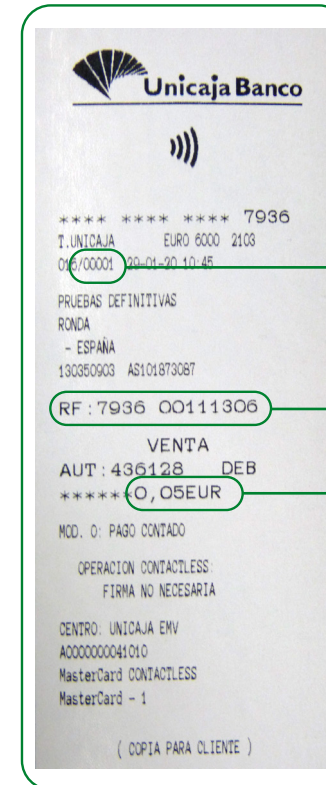 Unicaja Banco
**** **** **** 7936
T.UNICAJA EURO 6000 2103
016/00001 29-01-20 10:45
PRUEBAS DEFINITIVAS
RONDA
- ESPAÑA
130350903 AS101873087
RF:7936 00111306
VENTA
AUT:436128 DEB
******0,05EUR
MOD. O: PAGO CONTADO
OPERACION CONTACTLESS:
FIRMA NO NECESARIA
CENTRO: UNICAJA EMV
A0000000041010
MasterCard CONTACTLESS
MasterCard - 1
( COPIA PARA CLIENTE )